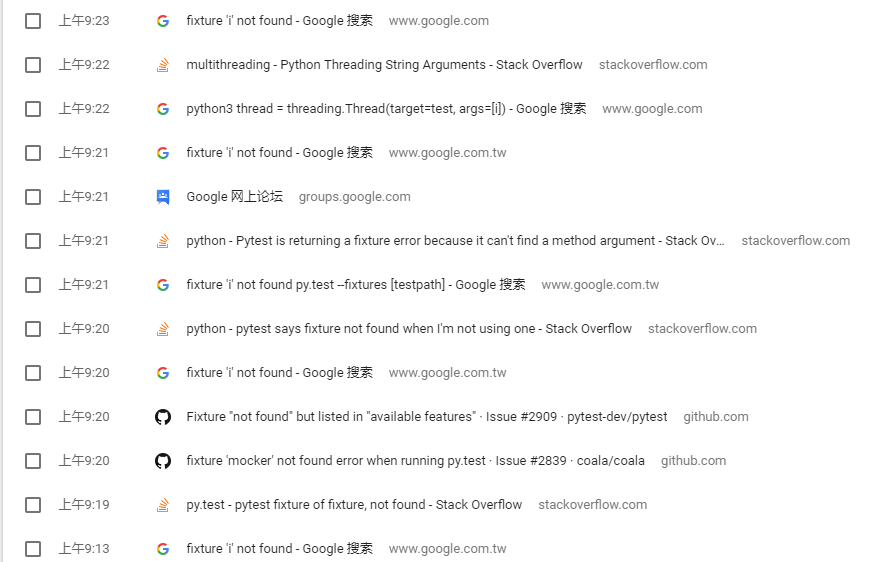 上午9:23 fixture 'i' not found - Google 搜索 www.google.com
上午9:22 multithreading - Python Threading String Arguments - Stack Overflow stackoverflow.com
上午9:22 python3 thread = threading.Thread(target=test, args=[i]) - Google 搜索 www.google.com
上午9:21 fixture 'i' not found - Google 搜索 www.google.com.tw
上午9:21 Google 网上论坛 groups.google.com
上午9:21 python - Pytest is returning a fixture error because it can't find a method argument - Stack Ov... stackoverflow.com
上午9:21 fixture 'i' not found py.test --fixtures [testpath] - Google 搜索 www.google.com.tw
上午9:20 python - pytest says fixture not found when I'm not using one - Stack Overflow stackoverflow.com
上午9:20 fixture 'i' not found - Google 搜索 www.google.com.tw
上午9:20 Fixture "not found" but listed in "available features" · Issue #2909 · pytest-dev/pytest github.com
上午9:20 fixture 'mocker' not found error when running py.test · Issue #2839 · coala/coala github.com
上午9:19 py.test - pytest fixture of fixture, not found - Stack Overflow stackoverflow.com
上午9:13 fixture 'i' not found - Google 搜索 www.google.com.tw